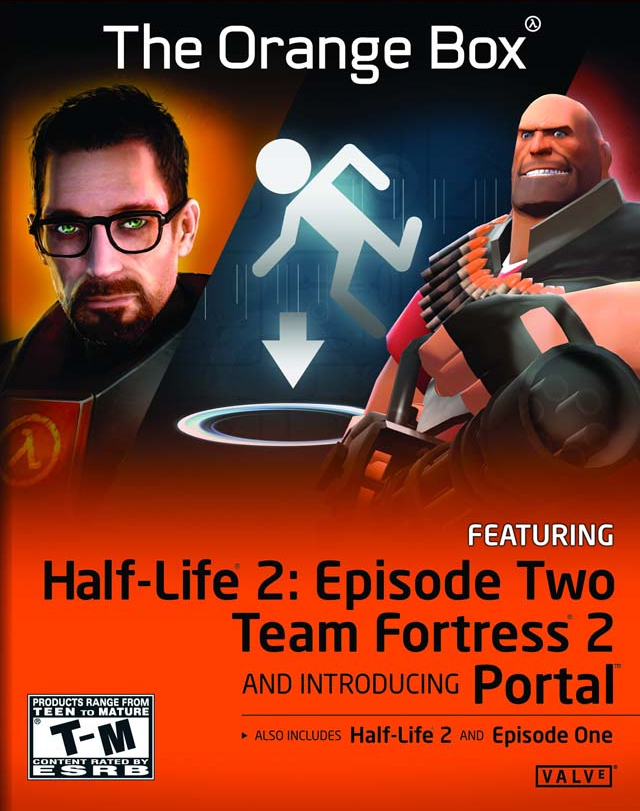 The Orange Box
FEATURING
Half-Life® 2: Episode Two
Team Fortress® 2
AND INTRODUCING Portal™
ALSO INCLUDES Half-Life 2 AND Episode One
PRODUCTS RANGE FROM
TEEN TO MATURE
T-M
®
CONTENT RATED BY
ESRB
VALVE®